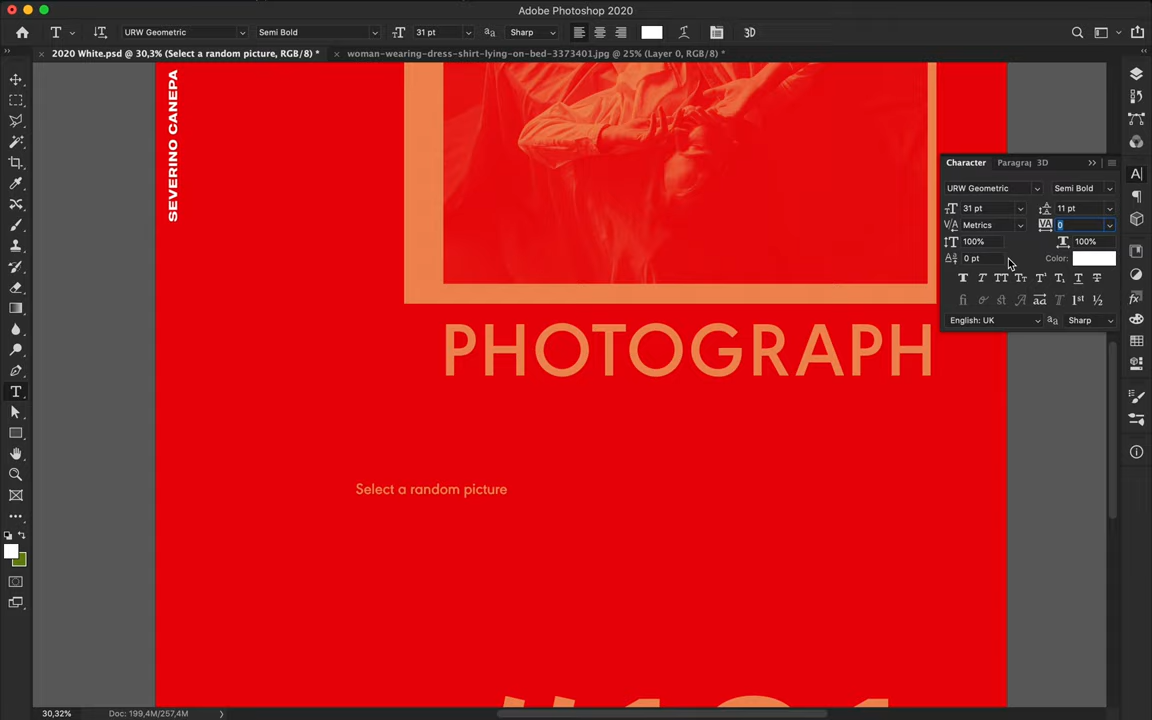 Adobe Photoshop 2020
URW Geometric
Semi Bold
31 pt
Sharp
3D
2020 White.psd @ 30,3% (Select a random picture, RGB/8) *
woman-wearing-dress-shirt-lying-on-bed-3373401.jpg @ 25% (Layer 0, RGB/8) *
SEVERINO CANEPA
Character
Paragra
3D
URW Geometric
Semi Bold
31 pt
11 pt
Metrics
0
100%
100%
0 pt
Color:
English: UK
Sharp
PHOTOGRAPH
Select a random picture
30,32%
Doc: 199,4M/257,4M